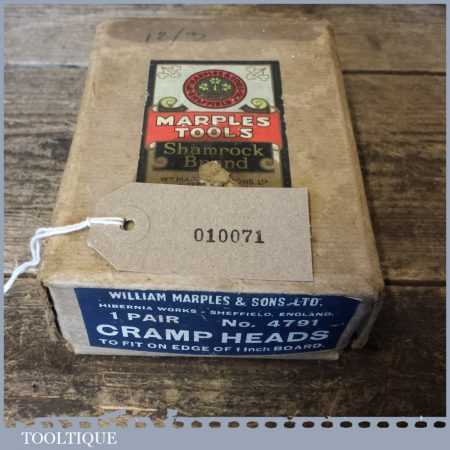 MARPLES
TOOLS
Shamrock
Brand
010071
WILLIAM MARPLES & SONS. LTD.
HIBERNIA WORKS - SHEFFIELD, ENGLAND.
1 PAIR No. 4791
CRAMP HEADS
TO FIT ON EDGE OF 1 Inch BOARD.
TOOLTIQUE